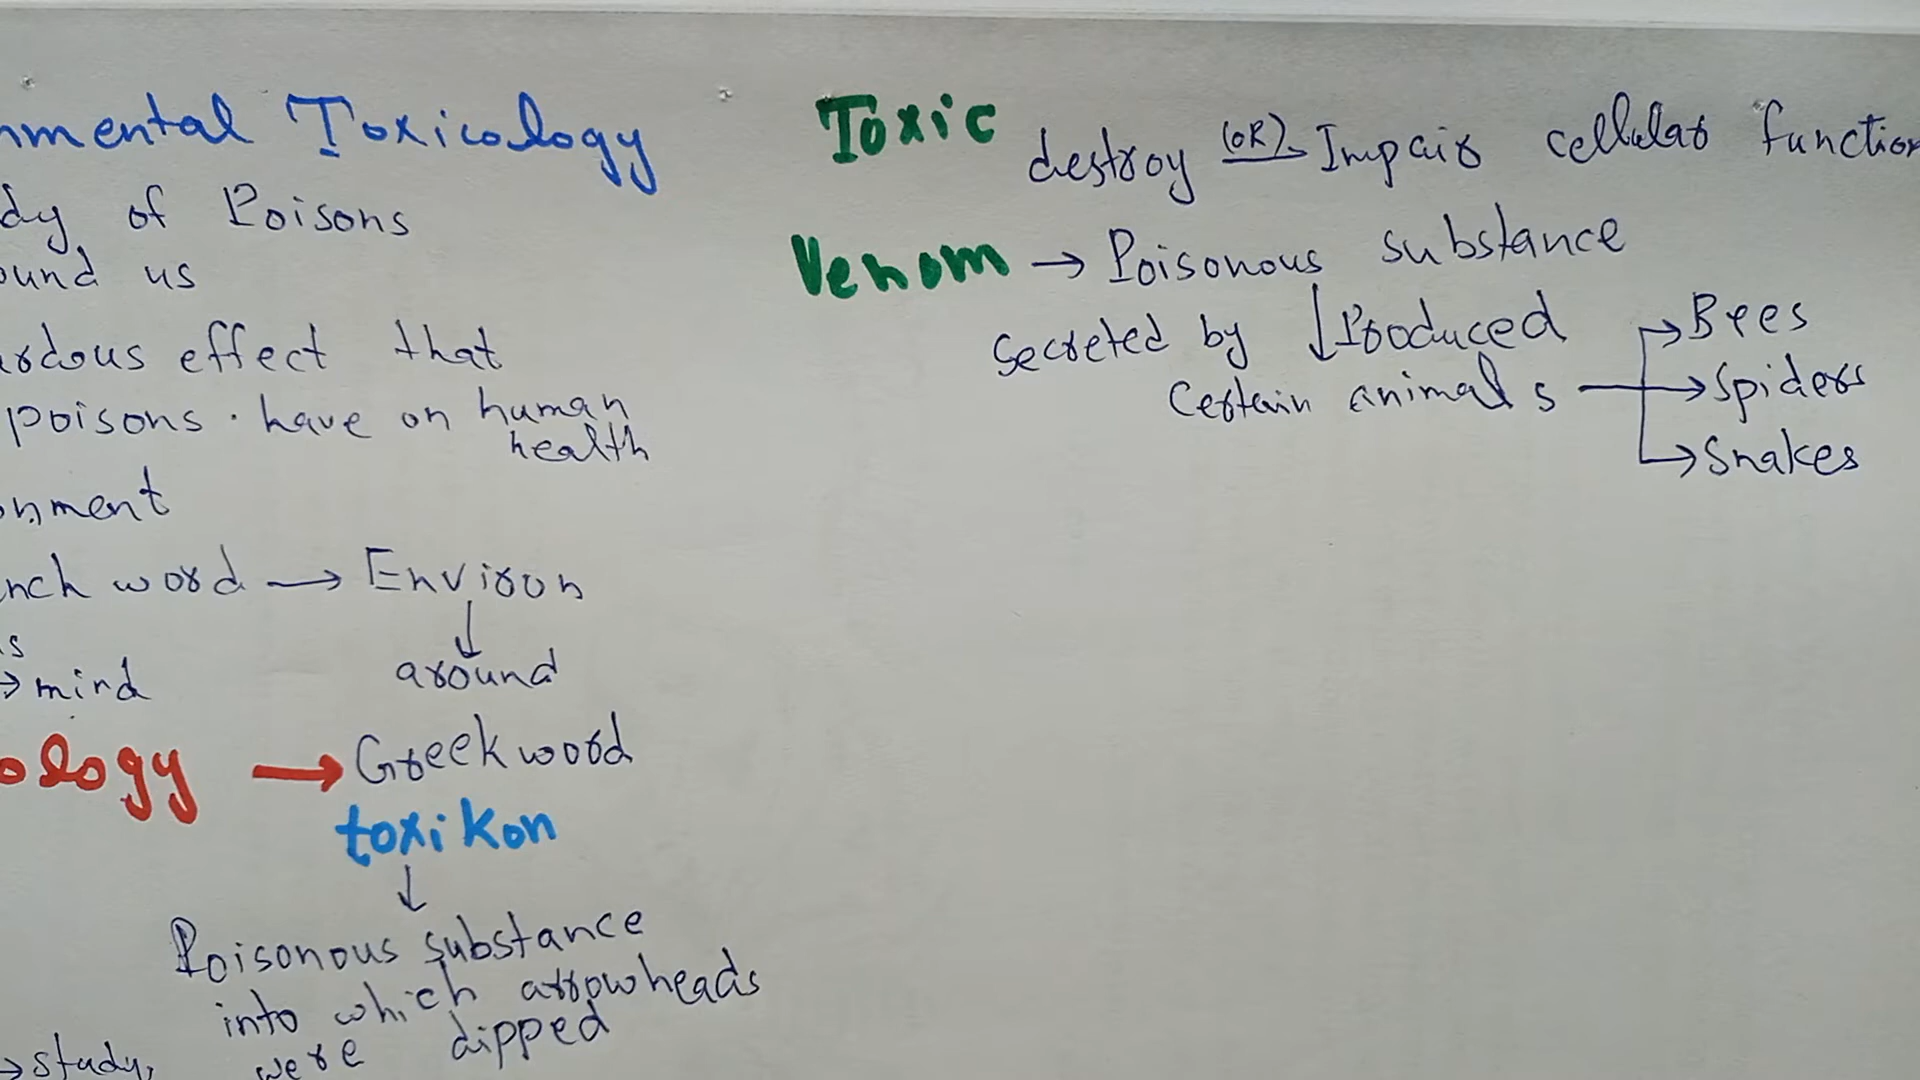 nmental Toxicology
dy of Poisons
ound us
rdous effect that
poisons. have on human
health
onment
nch word → Environ
↓
s
around
→ mind
ology → Greek word
toxikon
↓
Poisonous substance
into which arrowheads
were dipped
→ study,
Toxic destroy (OR) Impair cellular function
Venom → Poisonous substance
secreted by ↓ Produced
Certain animals → Bees
→ Spiders
→ Snakes